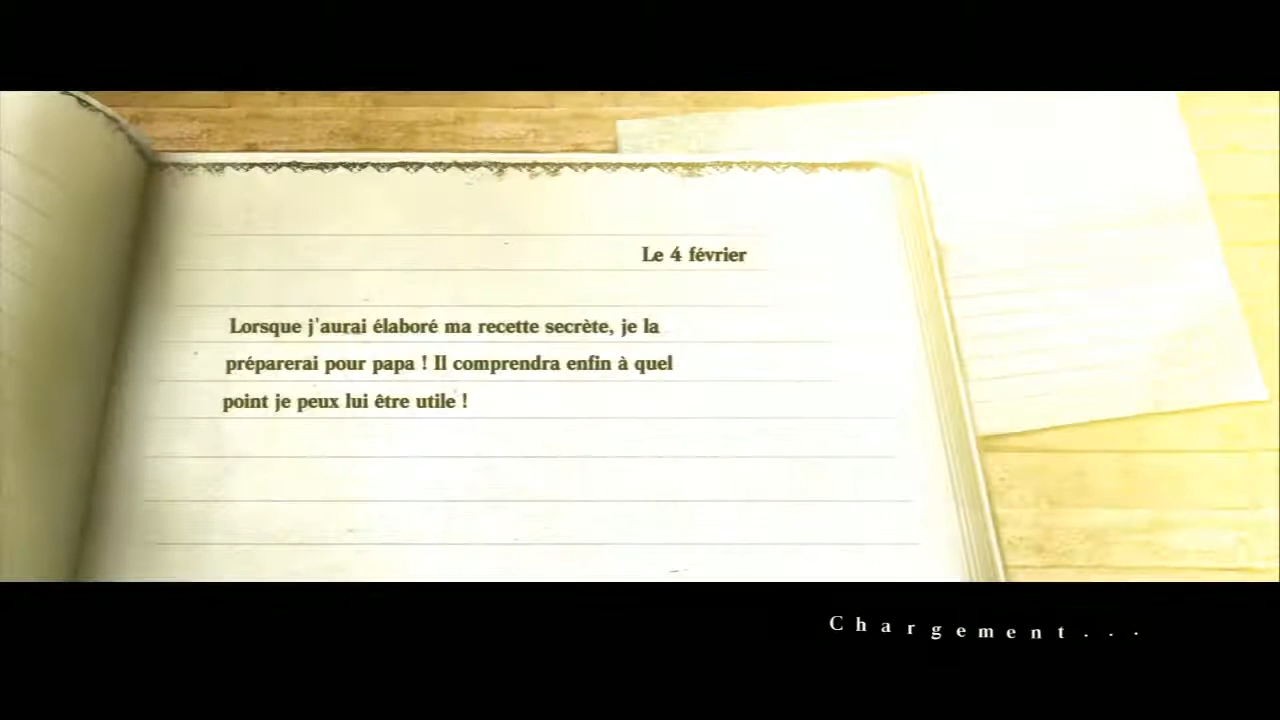 Le 4 février
Lorsque j'aurai élaboré ma recette secrète, je la
préparerai pour papa ! Il comprendra enfin à quel
point je peux lui être utile !
Chargement...